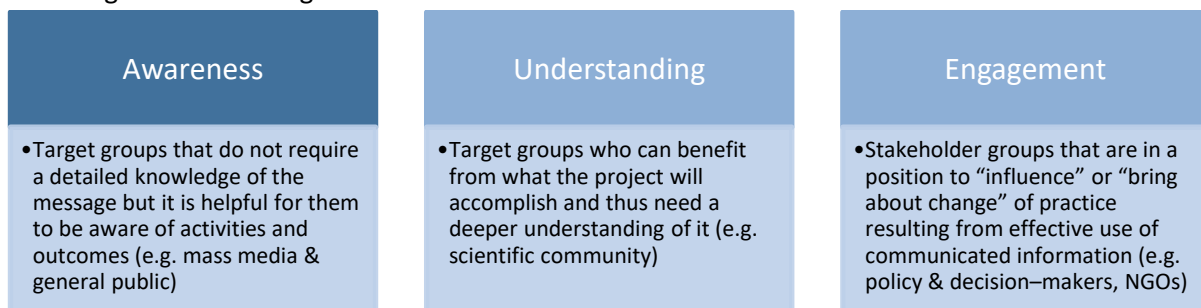 Awareness
•Target groups that do not require
a detailed knowledge of the
message but it is helpful for them
to be aware of activities and
outcomes (e.g. mass media &
general public)
Understanding
•Target groups who can benefit
from what the project will
accomplish and thus need a
deeper understanding of it (e.g.
scientific community)
Engagement
•Stakeholder groups that are in a
position to “influence” or “bring
about change” of practice
resulting from effective use of
communicated information (e.g.
policy & decision–makers, NGOs)